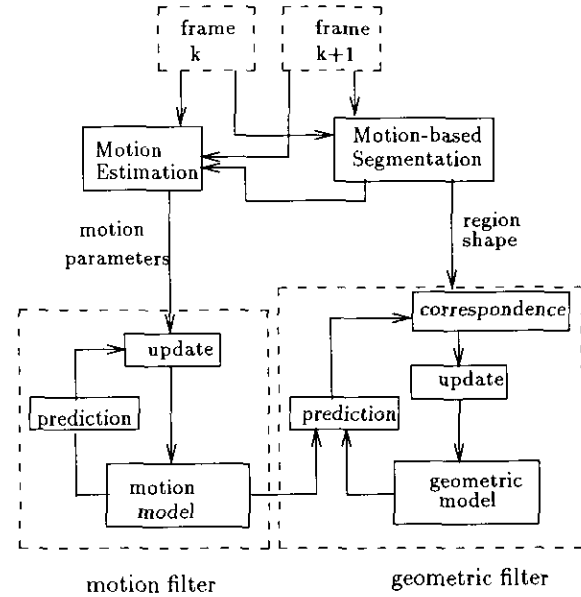 frame
k
frame
k+1
Motion
Estimation
Motion-based
Segmentation
motion
parameters
region
shape
correspondence
update
update
prediction
prediction
motion
model
geometric
model
motion filter
geometric filter